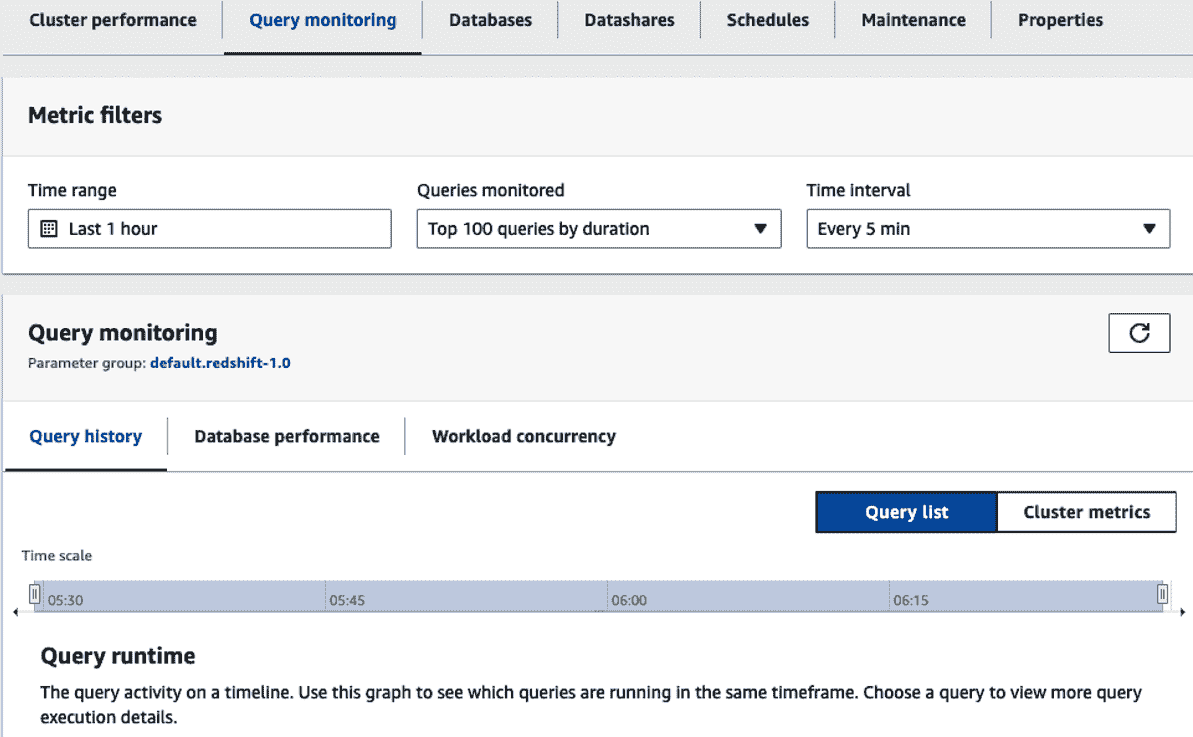 Cluster performance Query monitoring Databases Datashares Schedules Maintenance Properties
Metric filters
Time range Queries monitored Time interval
Last 1 hour Top 100 queries by duration Every 5 min
Query monitoring
Parameter group: default.redshift-1.0
Query history Database performance Workload concurrency
Query list Cluster metrics
Time scale
05:30 05:45 06:00 06:15
Query runtime
The query activity on a timeline. Use this graph to see which queries are running in the same timeframe. Choose a query to view more query
execution details.